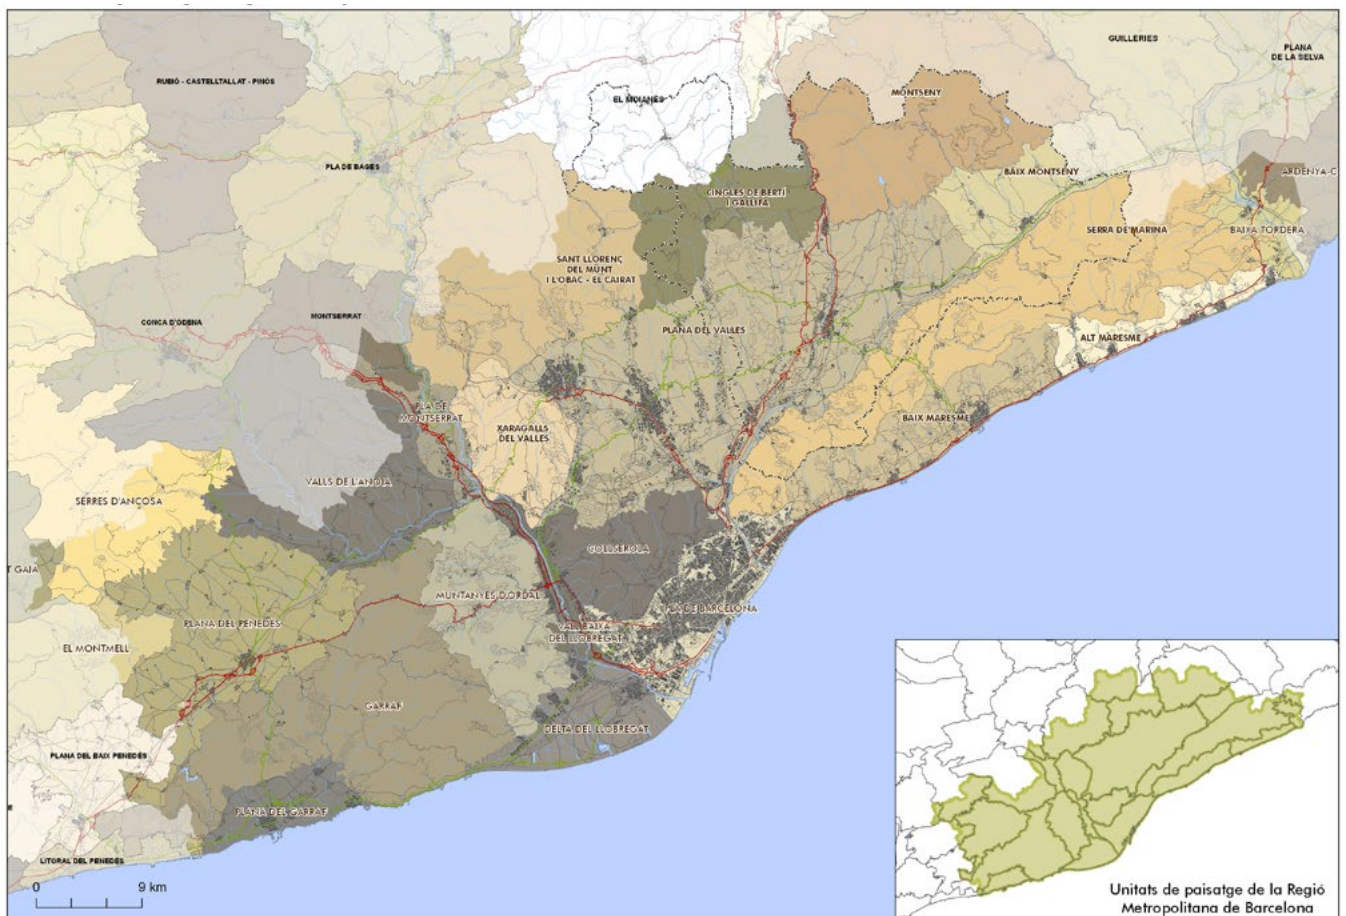 GUILLERIES
PLANA
DE LA SELVA
RUBIÓ - CASTELLTALLAT - PINÓS
EL MOIANÈS
MONTSENY
PLA DE BAGES
BAIX MONTSENY
ARDENYA-C
CINGLES DE BERTÍ
I GALLIFA
SERRA DE MARINA
BAIXA TORDERA
SANT LLORENÇ
DEL MUNT
I L'OBAC - EL CAIRAT
MONTSERRAT
CONCA D'ÒDENA
PLANA DEL VALLÈS
ALT MARESME
PLA DE
MONTSERRAT
BAIX MARESME
XARAGALLS
DEL VALLÈS
VALLS DE L'ANOIA
SERRES D'ANCOSA
COLLSEROLA
T GAIÀ
MUNTANYES D'ORDAL
PLA DE BARCELONA
PLANA DEL PENEDÈS
VALL BAIXA
DEL LLOBREGAT
EL MONTMELL
GARRAF
DELTA DEL LLOBREGAT
PLANA DEL BAIX PENEDÈS
PLANA DEL GARRAF
LITORAL DEL PENEDÈS
0 9 km
Unitats de paisatge de la Regió
Metropolitana de Barcelona